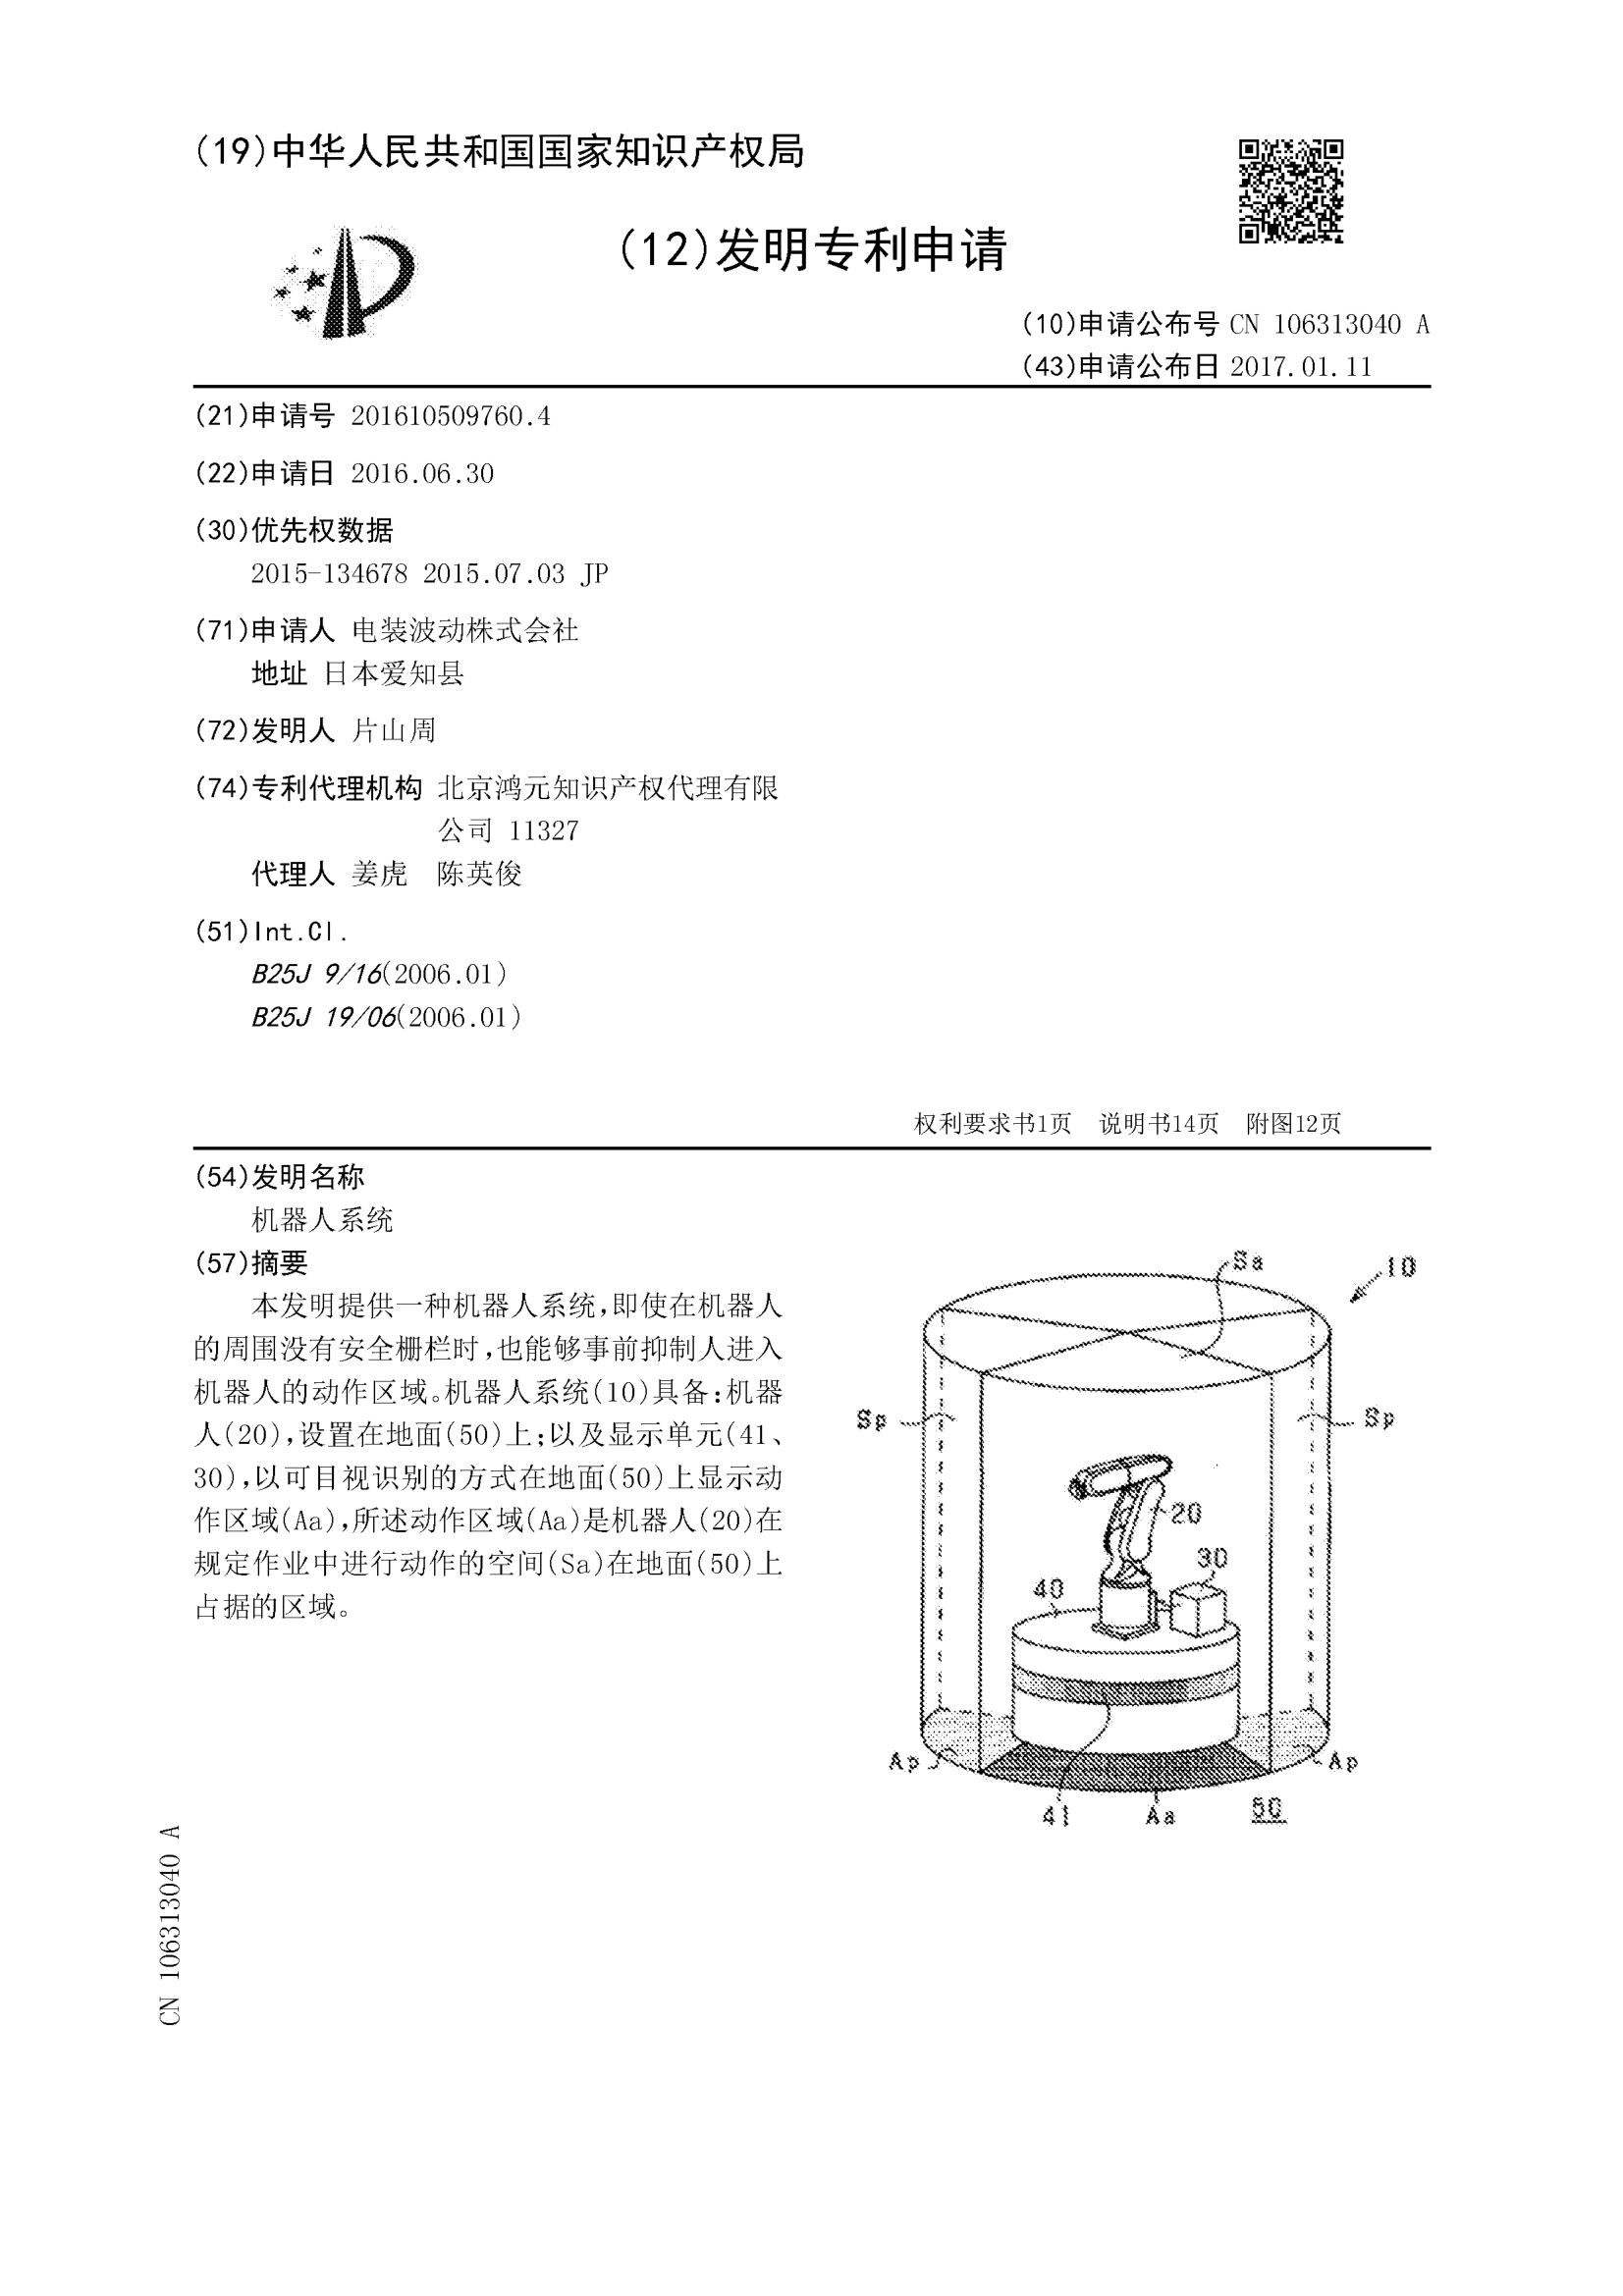 (19)中华人民共和国国家知识产权局
(12)发明专利申请
(10)申请公布号 CN 106313040 A
(43)申请公布日 2017.01.11
(21)申请号 201610509760.4
(22)申请日 2016.06.30
(30)优先权数据
2015-134678 2015.07.03 JP
(71)申请人 电装波动株式会社
地址 日本爱知县
(72)发明人 片山周
(74)专利代理机构 北京鸿元知识产权代理有限
公司 11327
代理人 姜虎 陈英俊
(51)Int.Cl.
B25J 9/16(2006.01)
B25J 19/06(2006.01)
权利要求书1页 说明书14页 附图12页
(54)发明名称
机器人系统
(57)摘要
本发明提供一种机器人系统,即使在机器人
的周围没有安全栅栏时,也能够事前抑制人进入
机器人的动作区域。机器人系统(10)具备:机器
人(20),设置在地面(50)上;以及显示单元(41、
30),以可目视识别的方式在地面(50)上显示动
作区域(Aa),所述动作区域(Aa)是机器人(20)在
规定作业中进行动作的空间(Sa)在地面(50)上
占据的区域。
Sa
10
Sp
Sp
20
30
40
Ap
Ap
41
Aa
50
CN 106313040 A